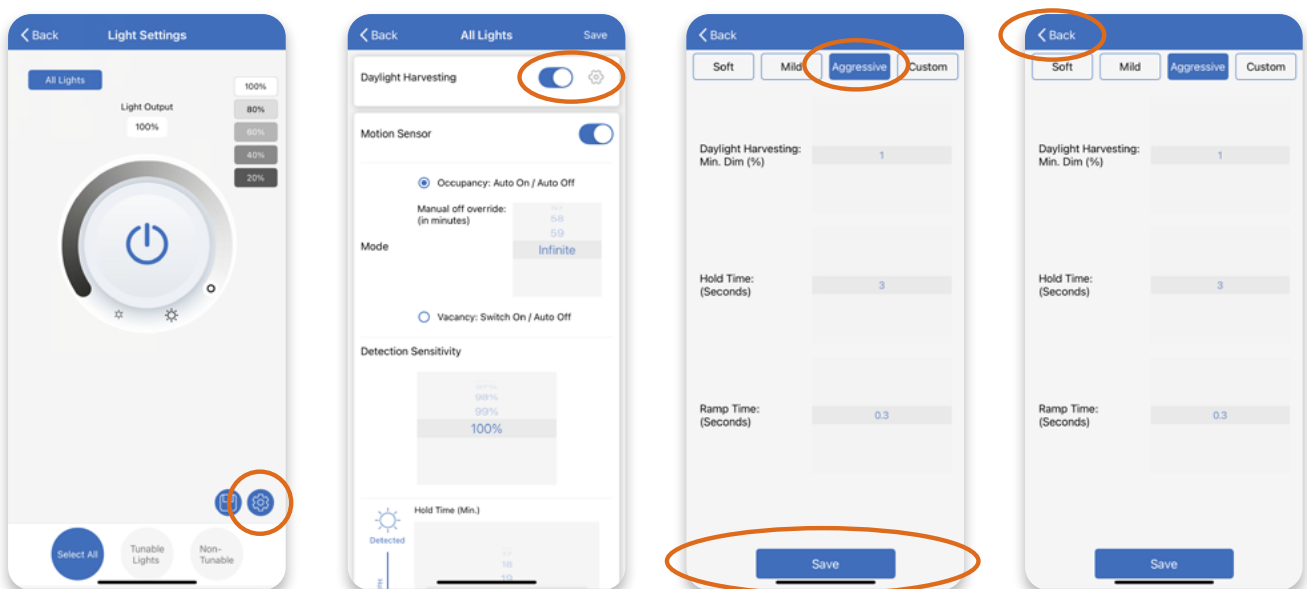 Back
Light Settings
All Lights
100%
80%
60%
40%
20%
Light Output
100%
Select All
Tunable
Lights
Non-
Tunable
Back
All Lights
Save
Daylight Harvesting
Motion Sensor
Occupancy: Auto On / Auto Off
Manual off override:
(in minutes)
58
59
Infinite
Mode
Vacancy: Switch On / Auto Off
Detection Sensitivity
98%
99%
100%
Hold Time (Min.)
Detected
18
19
Back
Soft
Mild
Aggressive
Custom
Daylight Harvesting:
Min. Dim (%)
1
Hold Time:
(Seconds)
3
Ramp Time:
(Seconds)
0.3
Save
Back
Soft
Mild
Aggressive
Custom
Daylight Harvesting:
Min. Dim (%)
1
Hold Time:
(Seconds)
3
Ramp Time:
(Seconds)
0.3
Save